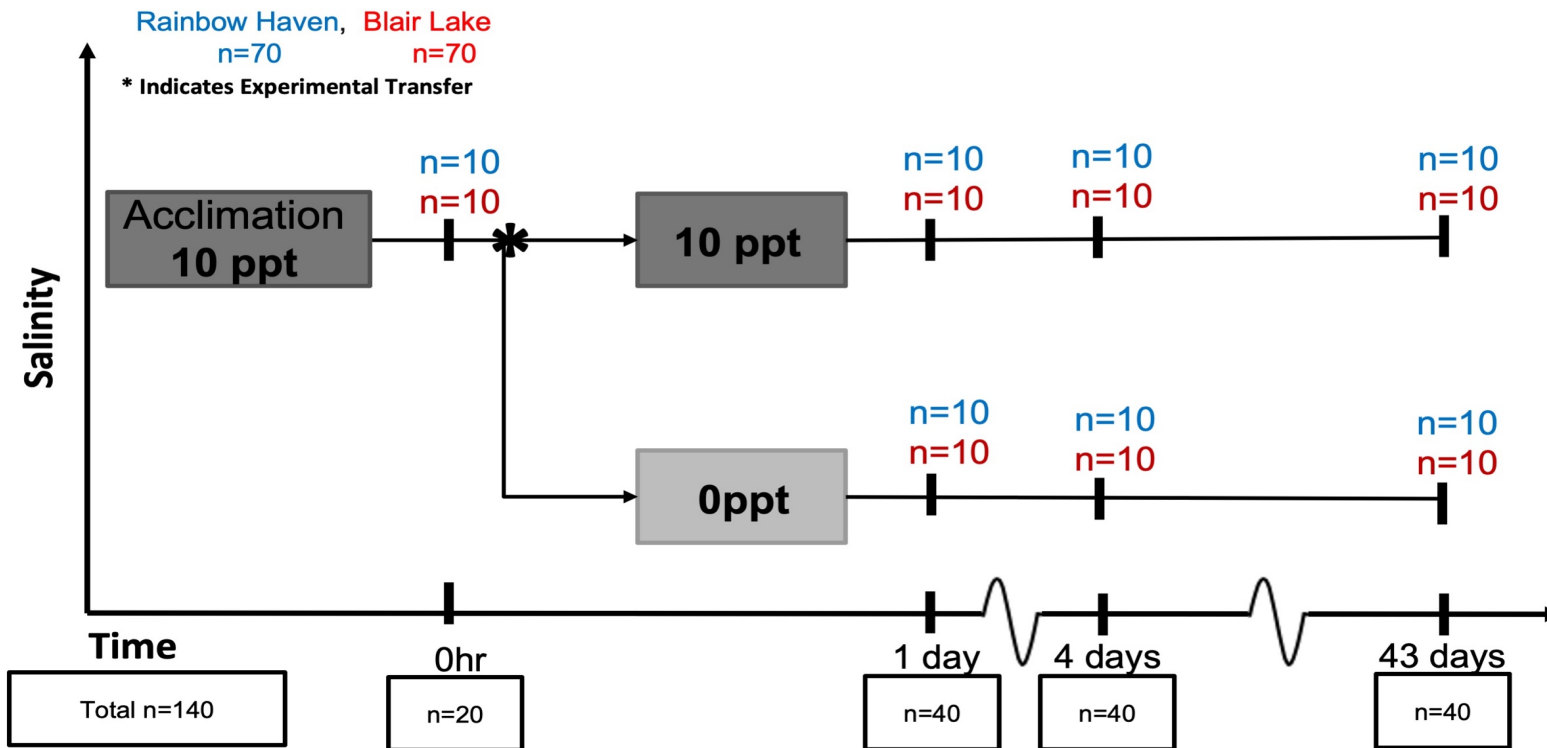 Rainbow Haven, Blair Lake
n=70 n=70
* Indicates Experimental Transfer
Salinity
n=10
n=10
n=10
n=10
n=10
n=10
n=10
n=10
Acclimation
10 ppt
*
10 ppt
n=10
n=10
n=10
n=10
n=10
n=10
0ppt
Time
0hr
1 day
4 days
43 days
Total n=140
n=20
n=40
n=40
n=40